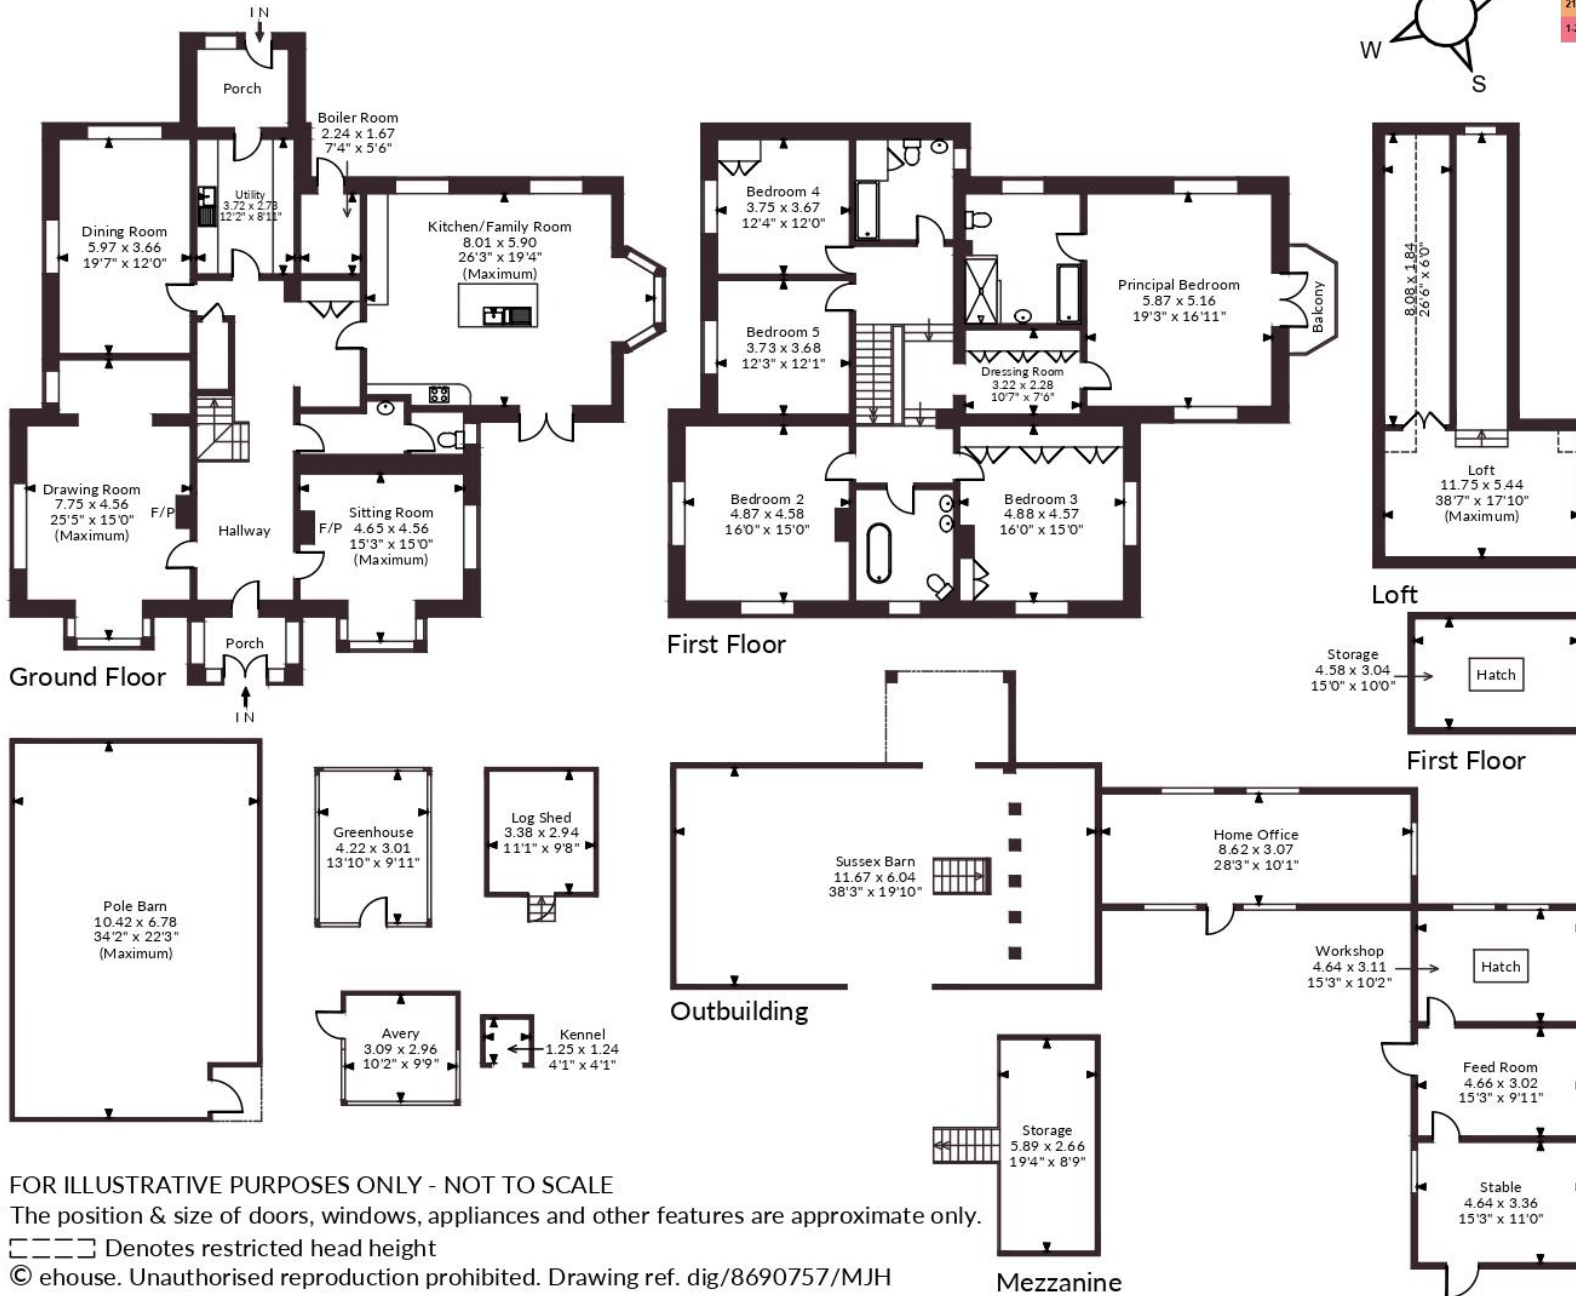 IN
Porch
Boiler Room
2.24 x 1.67
7'4" x 5'6"
Utility
3.72 x 2.73
12'2" x 8'11"
Dining Room
5.97 x 3.66
19'7" x 12'0"
Kitchen/Family Room
8.01 x 5.90
26'3" x 19'4"
(Maximum)
Drawing Room
7.75 x 4.56
25'5" x 15'0"
(Maximum)
F/P
Hallway
F/P
Sitting Room
4.65 x 4.56
15'3" x 15'0"
(Maximum)
Porch
IN
Ground Floor
Bedroom 4
3.75 x 3.67
12'4" x 12'0"
Bedroom 5
3.73 x 3.68
12'3" x 12'1"
Principal Bedroom
5.87 x 5.16
19'3" x 16'11"
Balcony
Dressing Room
3.22 x 2.28
10'7" x 7'6"
Bedroom 2
4.87 x 4.58
16'0" x 15'0"
Bedroom 3
4.88 x 4.57
16'0" x 15'0"
First Floor
W
S
21
1-2
8.08 x 1.84
26'6" x 6'0"
Loft
11.75 x 5.44
38'7" x 17'10"
(Maximum)
Loft
Storage
4.58 x 3.04
15'0" x 10'0"
Hatch
First Floor
Pole Barn
10.42 x 6.78
34'2" x 22'3"
(Maximum)
Greenhouse
4.22 x 3.01
13'10" x 9'11"
Log Shed
3.38 x 2.94
11'1" x 9'8"
Avery
3.09 x 2.96
10'2" x 9'9"
Kennel
1.25 x 1.24
4'1" x 4'1"
Sussex Barn
11.67 x 6.04
38'3" x 19'10"
Home Office
8.62 x 3.07
28'3" x 10'1"
Outbuilding
Workshop
4.64 x 3.11
15'3" x 10'2"
Hatch
Feed Room
4.66 x 3.02
15'3" x 9'11"
Stable
4.64 x 3.36
15'3" x 11'0"
Storage
5.89 x 2.66
19'4" x 8'9"
Mezzanine
FOR ILLUSTRATIVE PURPOSES ONLY - NOT TO SCALE
The position & size of doors, windows, appliances and other features are approximate only.
Denotes restricted head height
© ehouse. Unauthorised reproduction prohibited. Drawing ref. dig/8690757/MJH